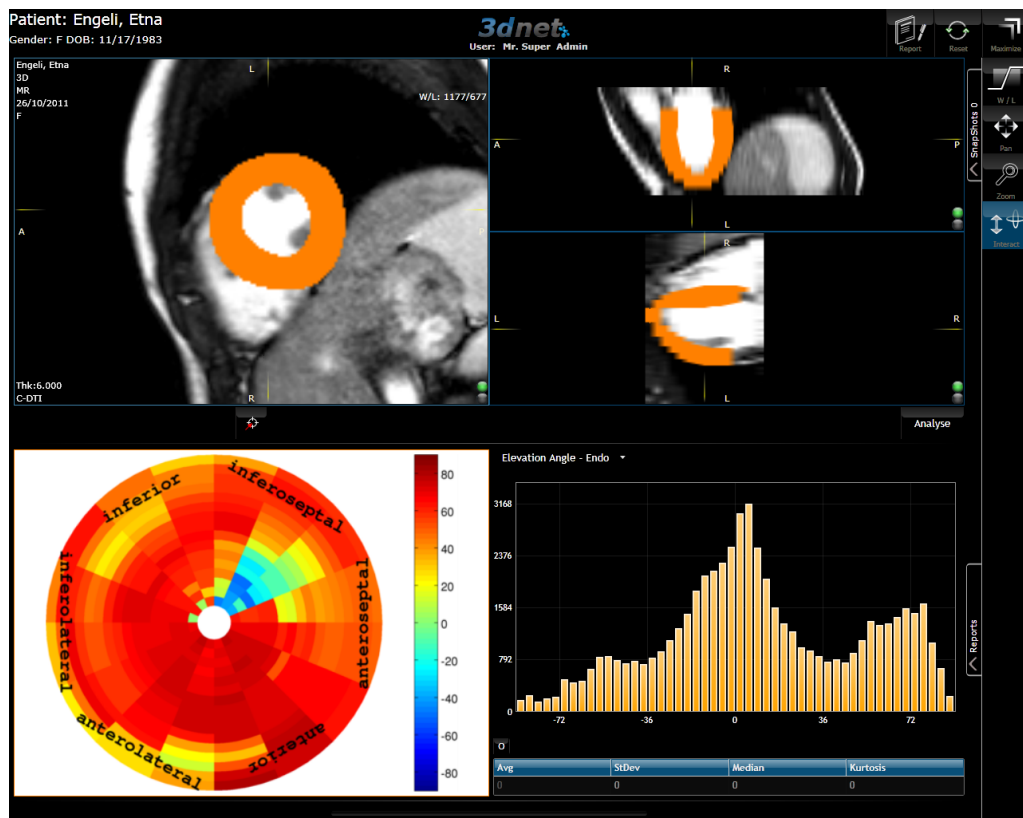 Patient: Engeli, Etna
Gender: F DOB: 11/17/1983
3dnet
User: Mr. Super Admin
Report
Reset
Maximize
Engeli, Etna
3D
MR
26/10/2011
F
L
W/L: 1177/677
A
P
Thk:6.000
C-DTI
R
R
A
P
L
R
L
R
L
SnapShots 0
W / L
Pan
Zoom
Interact
Analyse
inferior
inferoseptal
anteroseptal
anterior
anterolateral
inferolateral
80
60
40
20
0
-20
-40
-60
-80
Elevation Angle - Endo
3168
2376
1584
792
0
-72
-36
0
36
72
Reports
O
Avg StDev Median Kurtosis
0 0 0 0